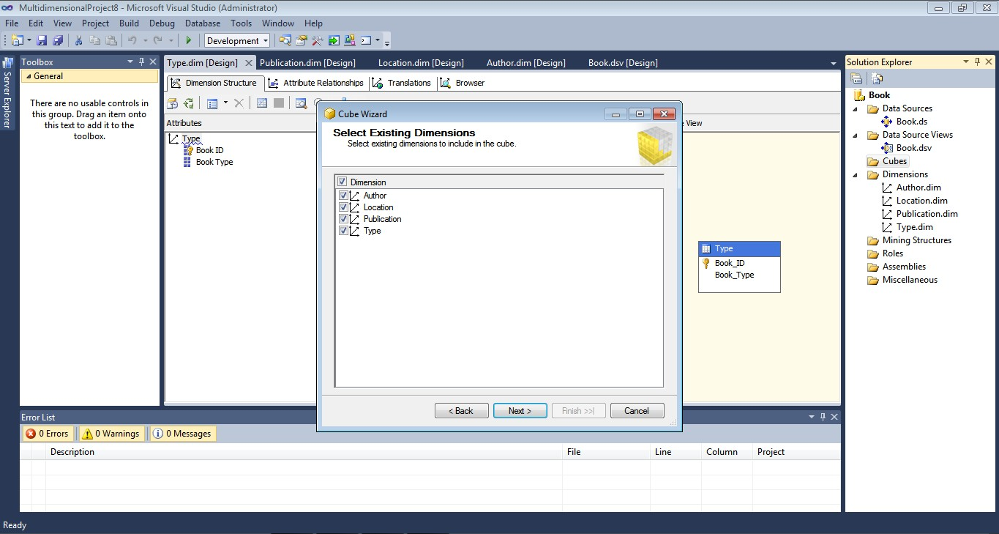 MultidimensionalProject8 - Microsoft Visual Studio (Administrator)
File Edit View Project Build Debug Database Tools Window Help
Development
Server Explorer
Toolbox
General
There are no usable controls in
this group. Drag an item onto
this text to add it to the
toolbox.
Type.dim [Design] Publication.dim [Design] Location.dim [Design] Author.dim [Design] Book.dsv [Design]
Dimension Structure Attribute Relationships Translations Browser
Attributes
Type
Book ID
Book Type
e View
Type
Book_ID
Book_Type
Cube Wizard
Select Existing Dimensions
Select existing dimensions to include in the cube.
Dimension
Author
Location
Publication
Type
< Back Next > Finish >>| Cancel
Solution Explorer
Book
Data Sources
Book.ds
Data Source Views
Book.dsv
Cubes
Dimensions
Author.dim
Location.dim
Publication.dim
Type.dim
Mining Structures
Roles
Assemblies
Miscellaneous
Error List
0 Errors 0 Warnings 0 Messages
Description File Line Column Project
Ready